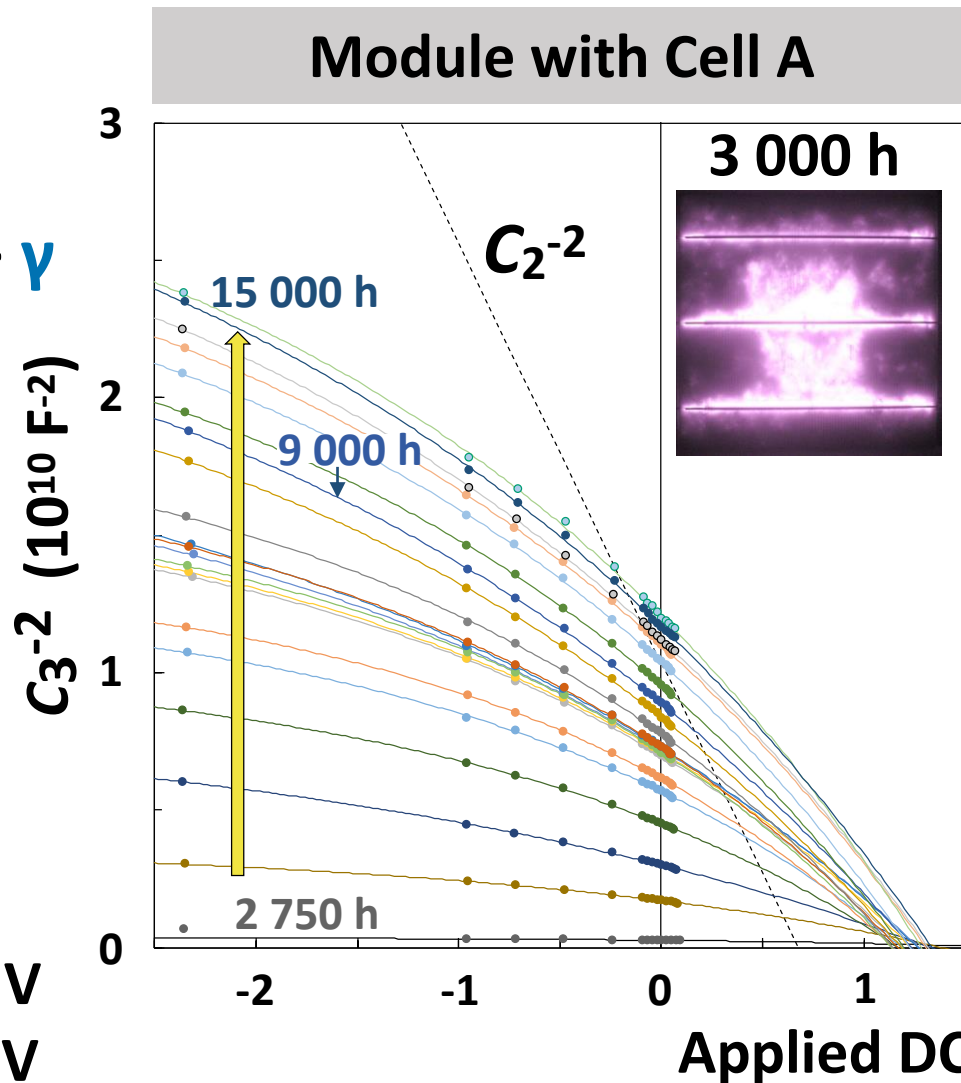 Module with Cell A
3
3 000 h
C₂⁻²
γ
15 000 h
2
9 000 h
C₃⁻² (10¹⁰ F⁻²)
1
2 750 h
0
V
-2 -1 0 1
V
Applied DC